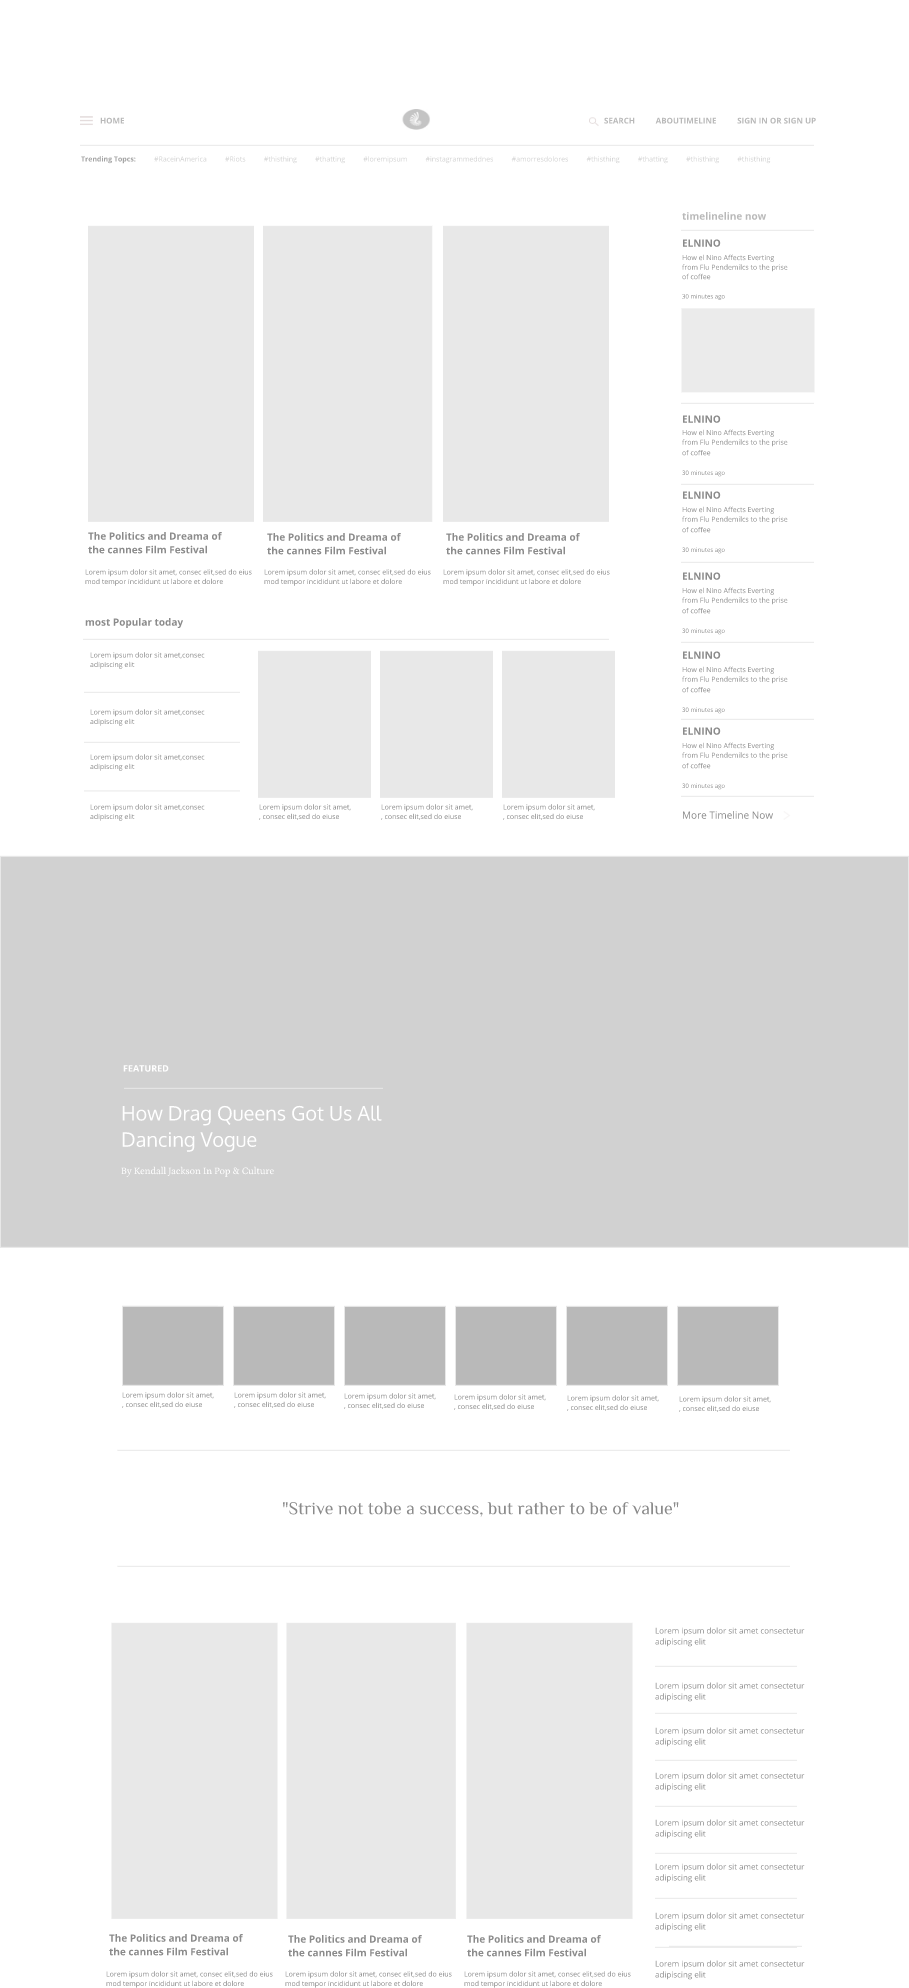 HOME
SEARCH
ABOUTIMELINE
SIGN IN OR SIGN UP
Trending Topcs: #RaceinAmerica #Riots #thisthing #thatting #loremipsum #instagrammeddnes #amorresdolores #thisthing #thatting #thisthing #thisthing
The Politics and Dreama of
the cannes Film Festival
Lorem ipsum dolor sit amet, consec elit,sed do eius
mod tempor incididunt ut labore et dolore
The Politics and Dreama of
the cannes Film Festival
Lorem ipsum dolor sit amet, consec elit,sed do eius
mod tempor incididunt ut labore et dolore
The Politics and Dreama of
the cannes Film Festival
Lorem ipsum dolor sit amet, consec elit,sed do eius
mod tempor incididunt ut labore et dolore
most Popular today
Lorem ipsum dolor sit amet,consec
adipiscing elit
Lorem ipsum dolor sit amet,consec
adipiscing elit
Lorem ipsum dolor sit amet,consec
adipiscing elit
Lorem ipsum dolor sit amet,consec
adipiscing elit
Lorem ipsum dolor sit amet,
, consec elit,sed do eiuse
Lorem ipsum dolor sit amet,
, consec elit,sed do eiuse
Lorem ipsum dolor sit amet,
, consec elit,sed do eiuse
timelineline now
ELNINO
How el Nino Affects Everting
from Flu Pendemilcs to the prise
of coffee
30 minutes ago
ELNINO
How el Nino Affects Everting
from Flu Pendemilcs to the prise
of coffee
30 minutes ago
ELNINO
How el Nino Affects Everting
from Flu Pendemilcs to the prise
of coffee
30 minutes ago
ELNINO
How el Nino Affects Everting
from Flu Pendemilcs to the prise
of coffee
30 minutes ago
ELNINO
How el Nino Affects Everting
from Flu Pendemilcs to the prise
of coffee
30 minutes ago
ELNINO
How el Nino Affects Everting
from Flu Pendemilcs to the prise
of coffee
30 minutes ago
More Timeline Now
FEATURED
How Drag Queens Got Us All
Dancing Vogue
By Kendall Jackson In Pop & Culture
Lorem ipsum dolor sit amet,
, consec elit,sed do eiuse
Lorem ipsum dolor sit amet,
, consec elit,sed do eiuse
Lorem ipsum dolor sit amet,
, consec elit,sed do eiuse
Lorem ipsum dolor sit amet,
, consec elit,sed do eiuse
Lorem ipsum dolor sit amet,
, consec elit,sed do eiuse
Lorem ipsum dolor sit amet,
, consec elit,sed do eiuse
"Strive not tobe a success, but rather to be of value"
The Politics and Dreama of
the cannes Film Festival
Lorem ipsum dolor sit amet, consec elit,sed do eius
mod tempor incididunt ut labore et dolore
The Politics and Dreama of
the cannes Film Festival
Lorem ipsum dolor sit amet, consec elit,sed do eius
mod tempor incididunt ut labore et dolore
The Politics and Dreama of
the cannes Film Festival
Lorem ipsum dolor sit amet, consec elit,sed do eius
mod tempor incididunt ut labore et dolore
Lorem ipsum dolor sit amet consectetur
adipiscing elit
Lorem ipsum dolor sit amet consectetur
adipiscing elit
Lorem ipsum dolor sit amet consectetur
adipiscing elit
Lorem ipsum dolor sit amet consectetur
adipiscing elit
Lorem ipsum dolor sit amet consectetur
adipiscing elit
Lorem ipsum dolor sit amet consectetur
adipiscing elit
Lorem ipsum dolor sit amet consectetur
adipiscing elit
Lorem ipsum dolor sit amet consectetur
adipiscing elit